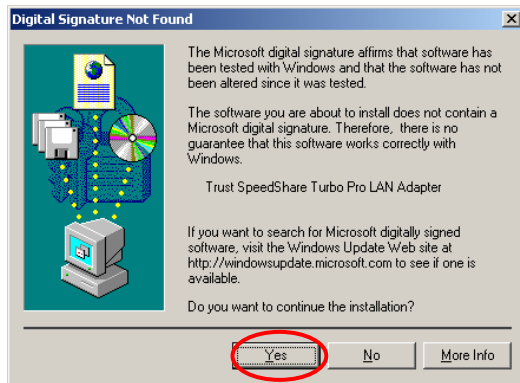 Digital Signature Not Found
The Microsoft digital signature affirms that software has
been tested with Windows and that the software has not
been altered since it was tested.
The software you are about to install does not contain a
Microsoft digital signature. Therefore, there is no
guarantee that this software works correctly with
Windows.
Trust SpeedShare Turbo Pro LAN Adapter
If you want to search for Microsoft digitally signed
software, visit the Windows Update Web site at
http://windowsupdate.microsoft.com to see if one is
available.
Do you want to continue the installation?
Yes No More Info